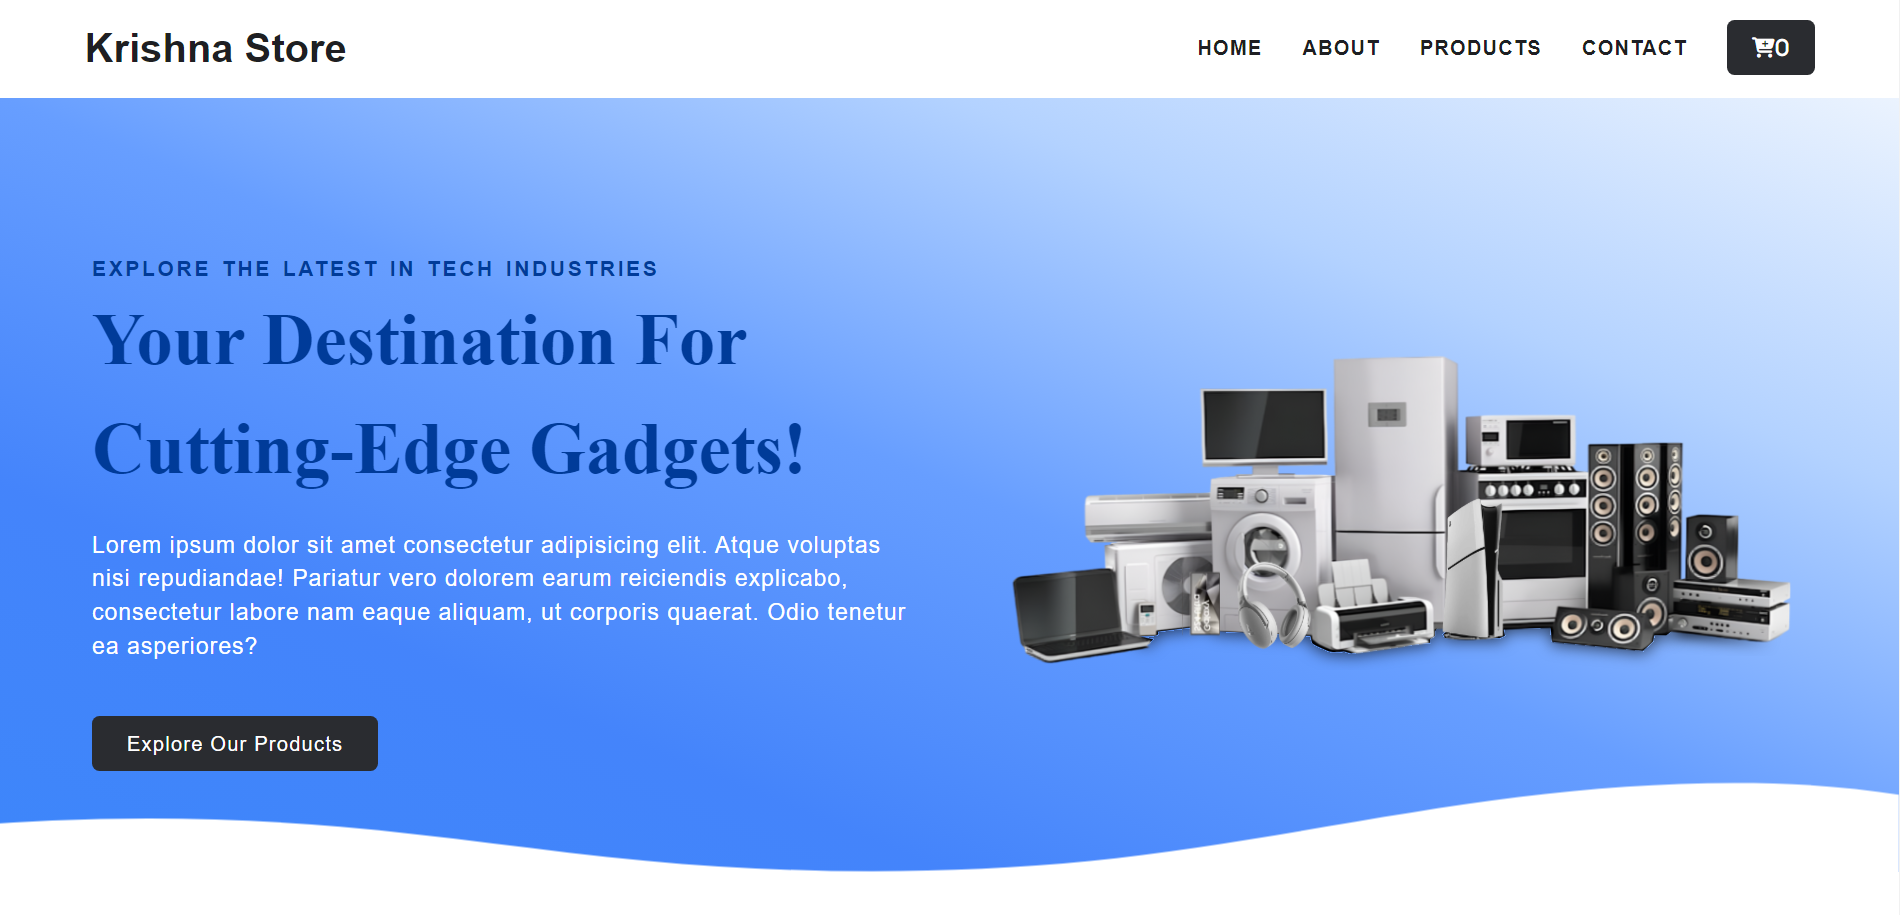 Krishna Store
HOME ABOUT PRODUCTS CONTACT 0
EXPLORE THE LATEST IN TECH INDUSTRIES
Your Destination For
Cutting-Edge Gadgets!
Lorem ipsum dolor sit amet consectetur adipisicing elit. Atque voluptas
nisi repudiandae! Pariatur vero dolorem earum reiciendis explicabo,
consectetur labore nam eaque aliquam, ut corporis quaerat. Odio tenetur
ea asperiores?
Explore Our Products